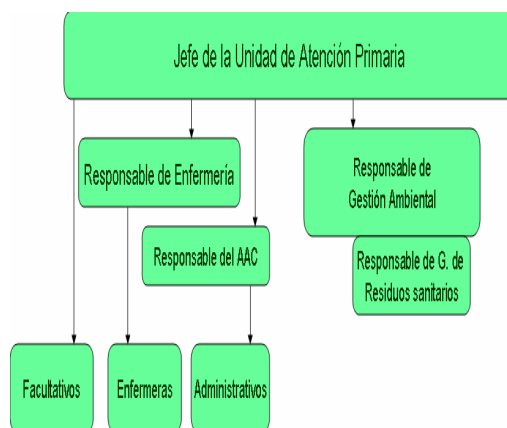 Jefe de la Unidad de Atención Primaria
Responsable de Enfermería
Responsable de
Gestión Ambiental
Responsable del AAC
Responsable de G. de
Residuos sanitarios
Facultativos
Enfermeras
Administrativos